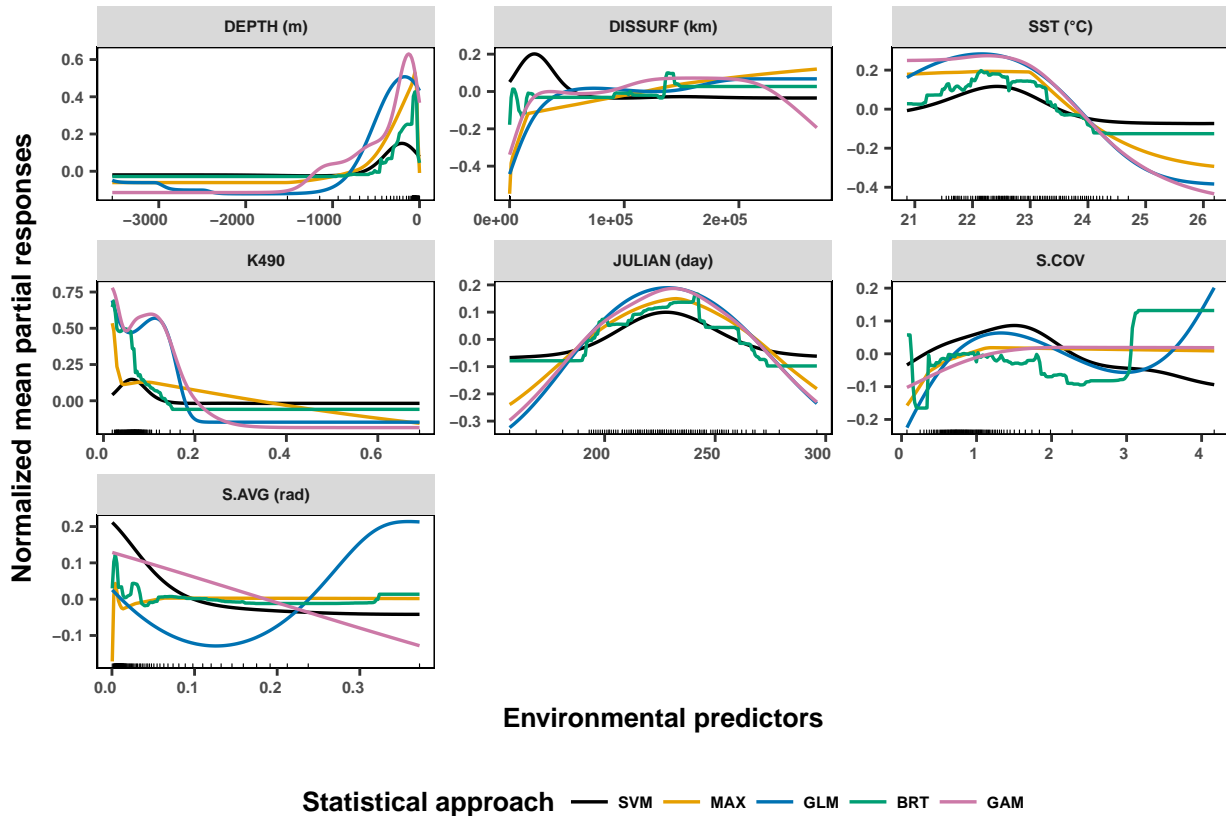 DEPTH (m) DISSURF (km) SST (°C)
0.6 0.2 0.2
0.4 0.0 0.0
0.2 −0.2 −0.2
0.0 −0.4 −0.4
−3000 −2000 −1000 0 0e+00 1e+05 2e+05 21 22 23 24 25 26
K490 JULIAN (day) S.COV
0.75 0.2 0.2
0.50 0.1 0.1
0.25 0.0 0.0
0.00 −0.1 −0.1
−0.2 −0.2
−0.3
0.0 0.2 0.4 0.6 200 250 300 0 1 2 3 4
S.AVG (rad)
0.2
0.1
0.0
−0.1
0.0 0.1 0.2 0.3
Normalized mean partial responses
Environmental predictors
Statistical approach SVM MAX GLM BRT GAM